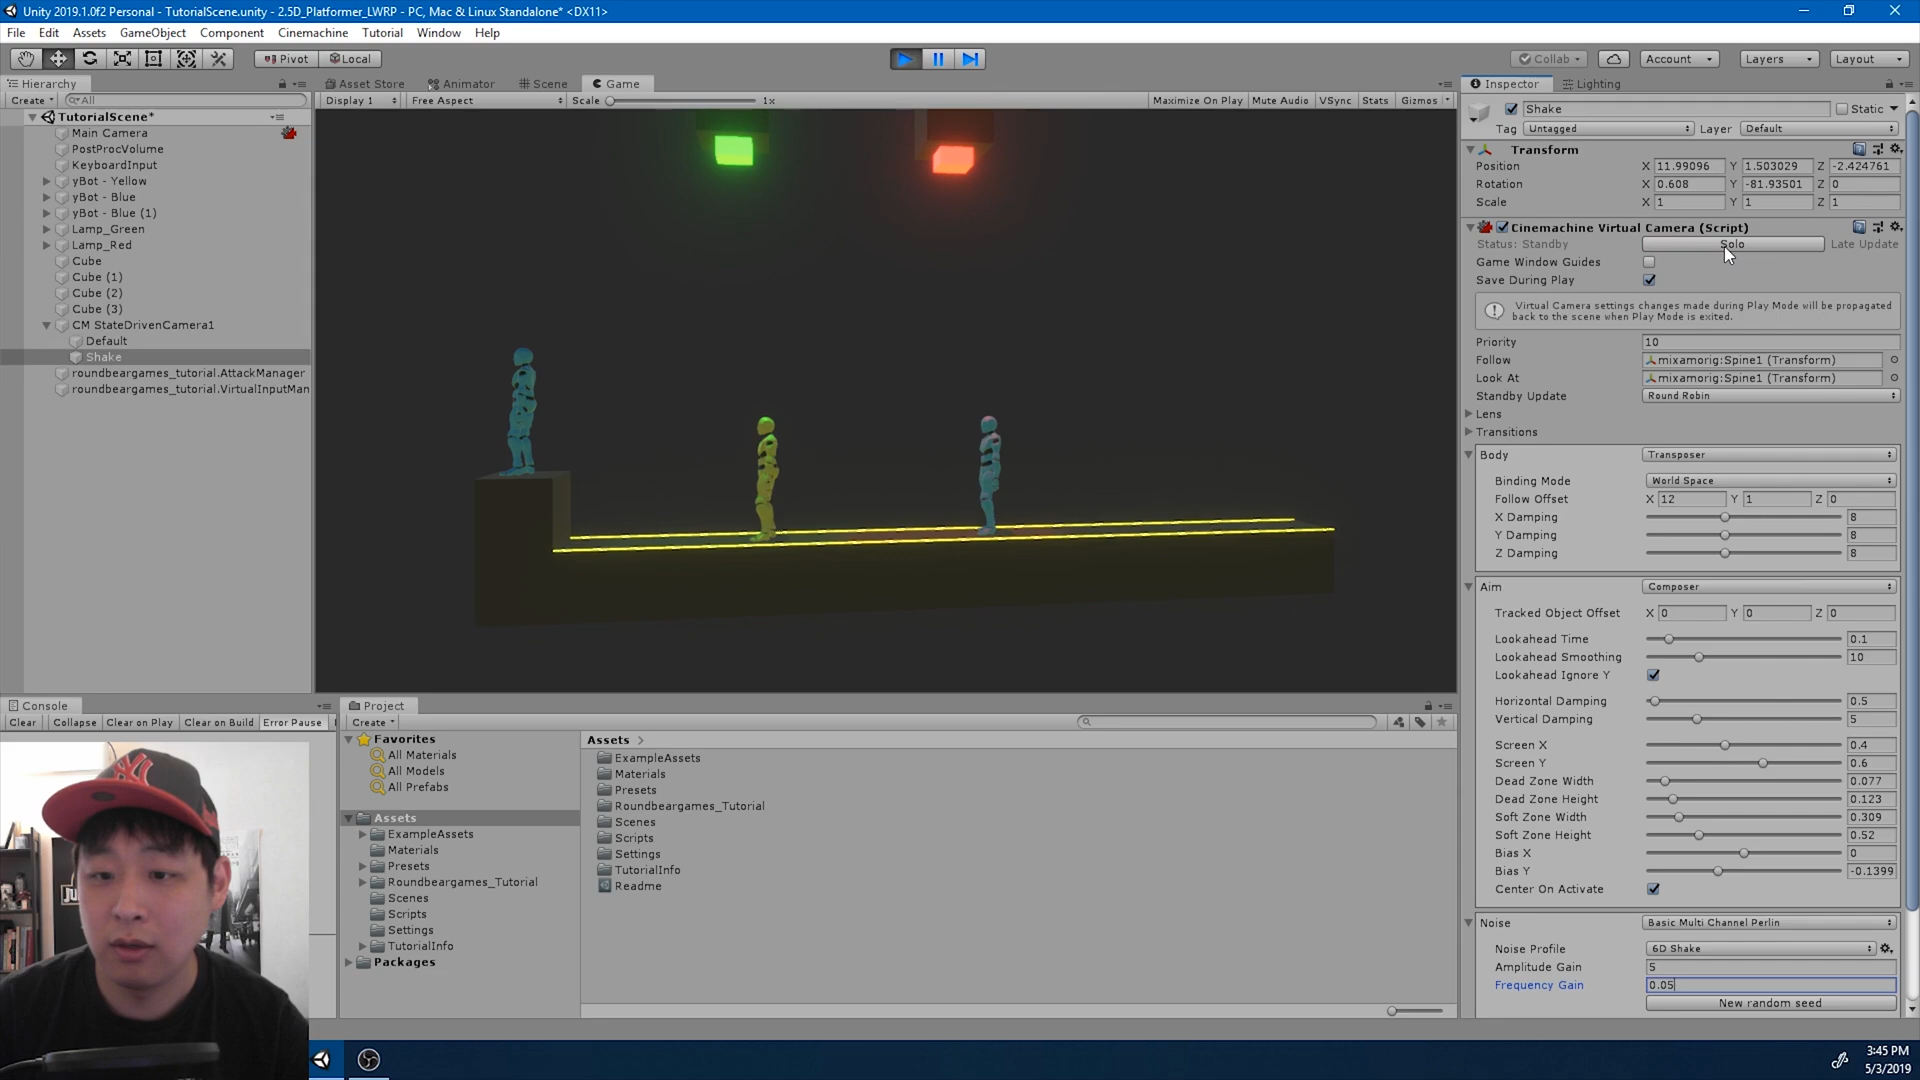 Unity 2019.1.0f2 Personal - TutorialScene.unity - 2.5D_Platformer_LWRP - PC, Mac & Linux Standalone* <DX11>
File Edit Assets GameObject Component Cinemachine Tutorial Window Help
Pivot Local Collab Account Layers Layout
Hierarchy
Create All
TutorialScene*
Main Camera
PostProcVolume
KeyboardInput
yBot - Yellow
yBot - Blue
yBot - Blue (1)
Lamp_Green
Lamp_Red
Cube
Cube (1)
Cube (2)
Cube (3)
CM StateDrivenCamera1
Default
Shake
roundbeargames_tutorial.AttackManager
roundbeargames_tutorial.VirtualInputMan
Asset Store Animator Scene Game
Display 1 Free Aspect Scale 1x Maximize On Play Mute Audio VSync Stats Gizmos
Inspector Lighting
Shake Static
Tag Untagged Layer Default
Transform
Position X 11.99096 Y 1.503029 Z -2.424761
Rotation X 0.608 Y -81.93501 Z 0
Scale X 1 Y 1 Z 1
Cinemachine Virtual Camera (Script)
Status: Standby Solo Late Update
Game Window Guides
Save During Play
Virtual Camera settings changes made during Play Mode will be propagated
back to the scene when Play Mode is exited.
Priority 10
Follow mixamorig:Spine1 (Transform)
Look At mixamorig:Spine1 (Transform)
Standby Update Round Robin
Lens
Transitions
Body Transposer
Binding Mode World Space
Follow Offset X 12 Y 1 Z 0
X Damping 8
Y Damping 8
Z Damping 8
Aim Composer
Tracked Object Offset X 0 Y 0 Z 0
Lookahead Time 0.1
Lookahead Smoothing 10
Lookahead Ignore Y
Horizontal Damping 0.5
Vertical Damping 5
Screen X 0.4
Screen Y 0.6
Dead Zone Width 0.077
Dead Zone Height 0.123
Soft Zone Width 0.309
Soft Zone Height 0.52
Bias X 0
Bias Y -0.1399
Center On Activate
Noise Basic Multi Channel Perlin
Noise Profile 6D Shake
Amplitude Gain 5
Frequency Gain 0.05
New random seed
Console
Clear Collapse Clear on Play Clear on Build Error Pause
Project
Create
Favorites
All Materials
All Models
All Prefabs
Assets
ExampleAssets
Materials
Presets
Roundbeargames_Tutorial
Scenes
Scripts
Settings
TutorialInfo
Packages
Assets
ExampleAssets
Materials
Presets
Roundbeargames_Tutorial
Scenes
Scripts
Settings
TutorialInfo
Readme
3:45 PM
5/3/2019